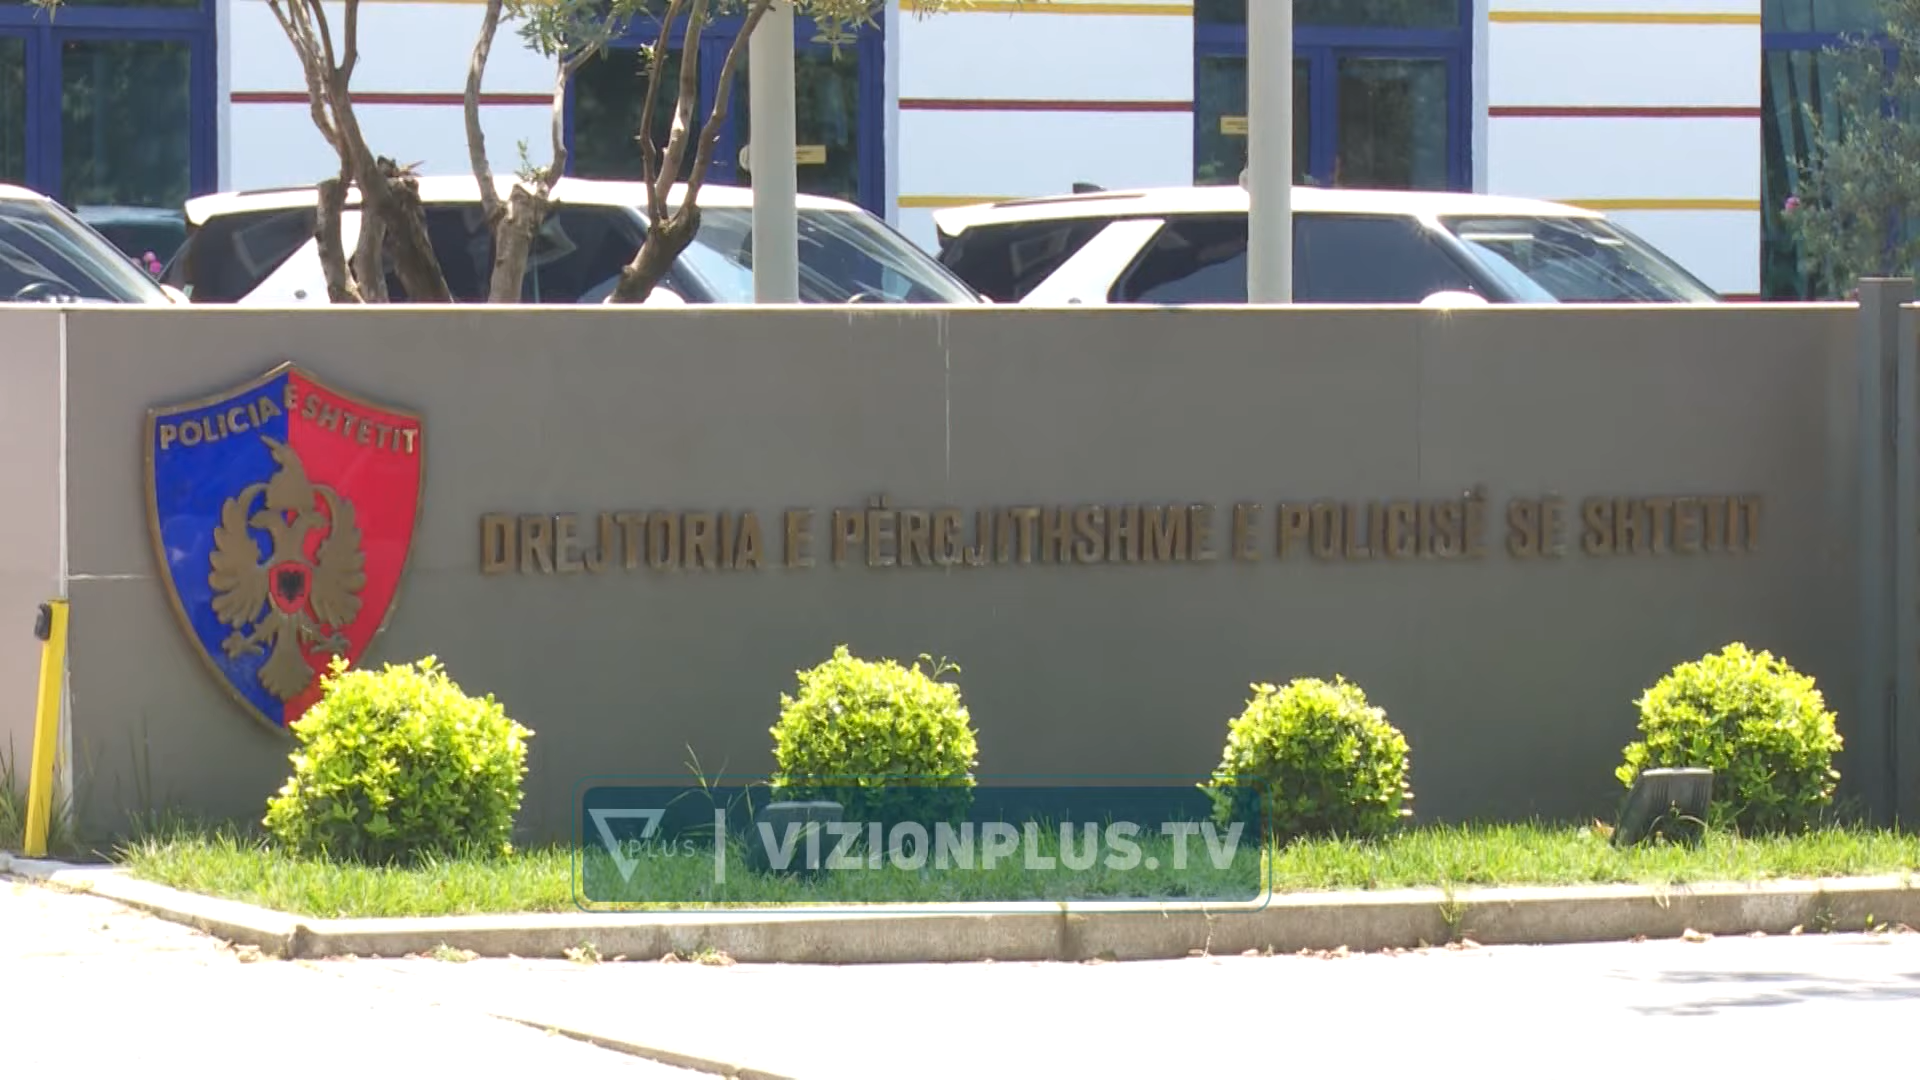 POLICIA E SHTETIT
DREJTORIA E PËRGJITHSHME E POLICISË SË SHTETIT
PLUS | VIZIONPLUS.TV